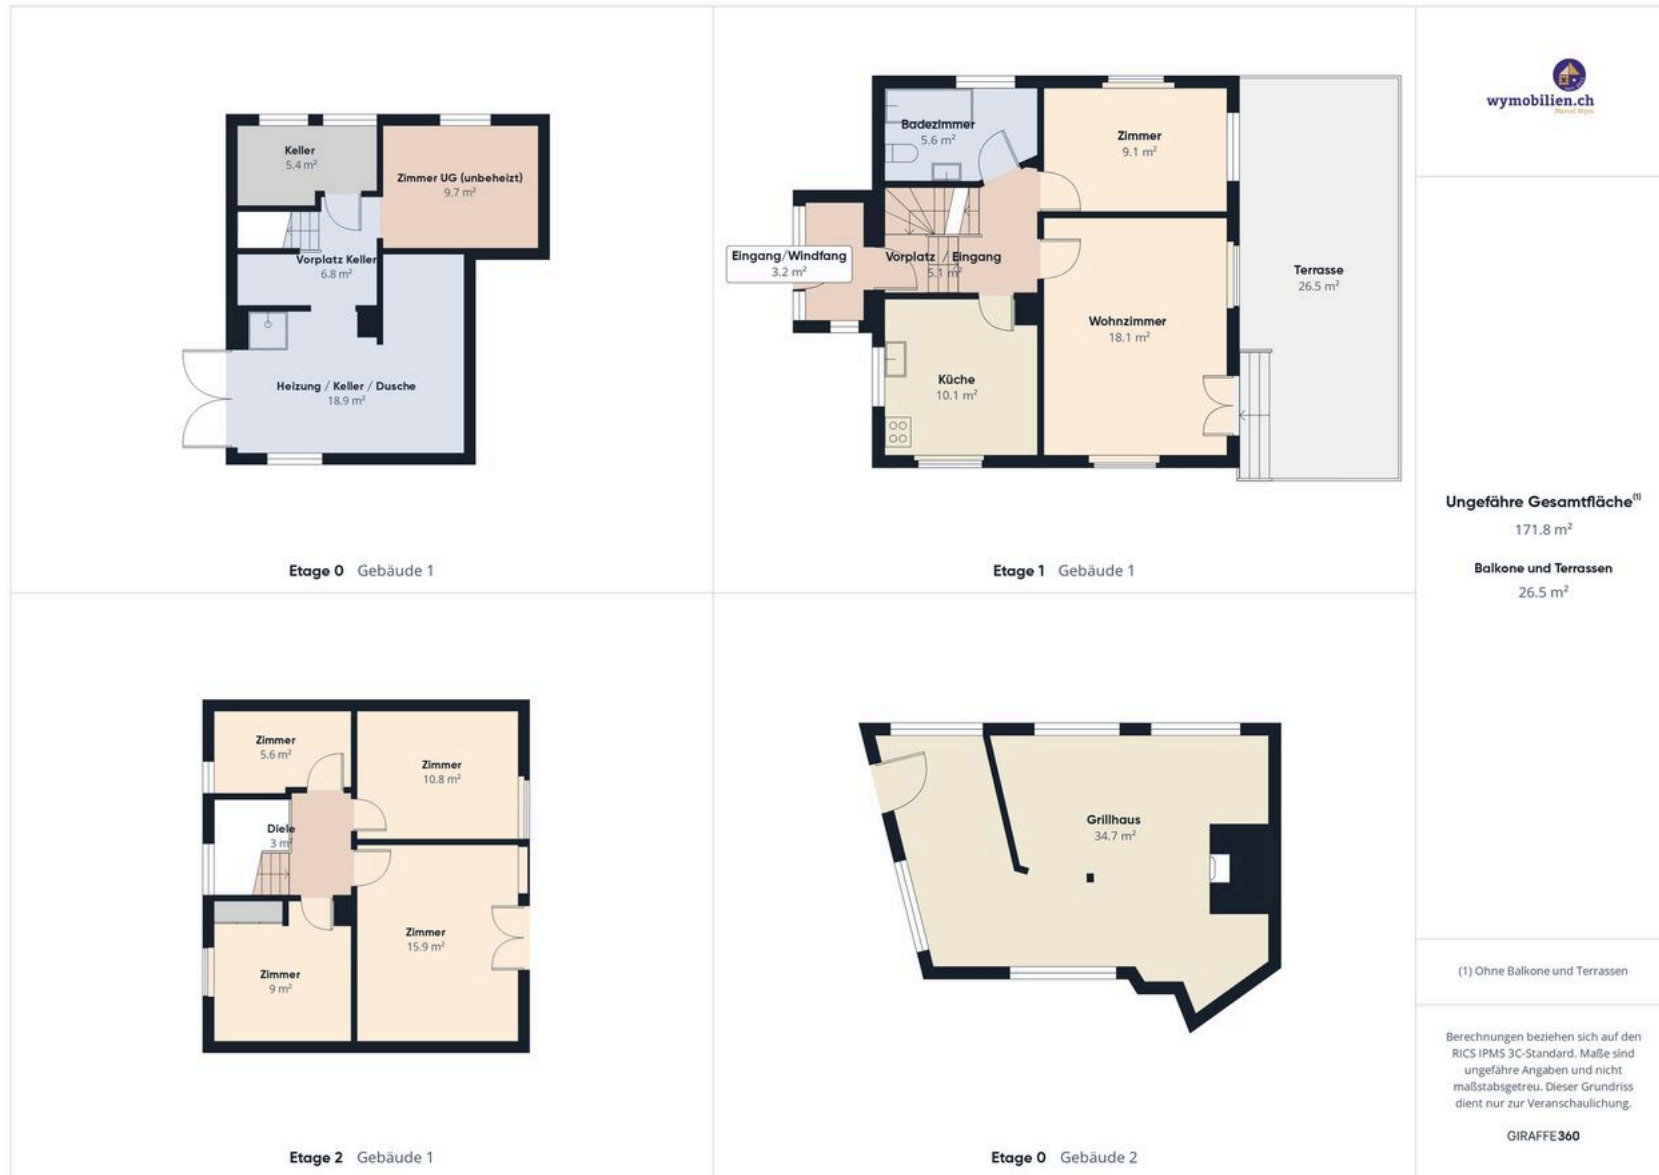 Keller
5.4 m²
Zimmer UG (unbeheizt)
9.7 m²
Vorplatz Keller
6.8 m²
Heizung / Keller / Dusche
18.9 m²
Etage 0 Gebäude 1
Badezimmer
5.6 m²
Zimmer
9.1 m²
Eingang/Windfang
3.2 m²
Vorplatz / Eingang
5.1 m²
Terrasse
26.5 m²
Wohnzimmer
18.1 m²
Küche
10.1 m²
Etage 1 Gebäude 1
Zimmer
5.6 m²
Zimmer
10.8 m²
Diele
3 m²
Zimmer
15.9 m²
Zimmer
9 m²
Etage 2 Gebäude 1
Grillhaus
34.7 m²
Etage 0 Gebäude 2
wymobilien.ch
Marcel Wyss
Ungefähre Gesamtfläche(1)
171.8 m²
Balkone und Terrassen
26.5 m²
(1) Ohne Balkone und Terrassen
Berechnungen beziehen sich auf den
RICS IPMS 3C-Standard. Maße sind
ungefähre Angaben und nicht
maßstabsgetreu. Dieser Grundriss
dient nur zur Veranschaulichung.
GIRAFFE360